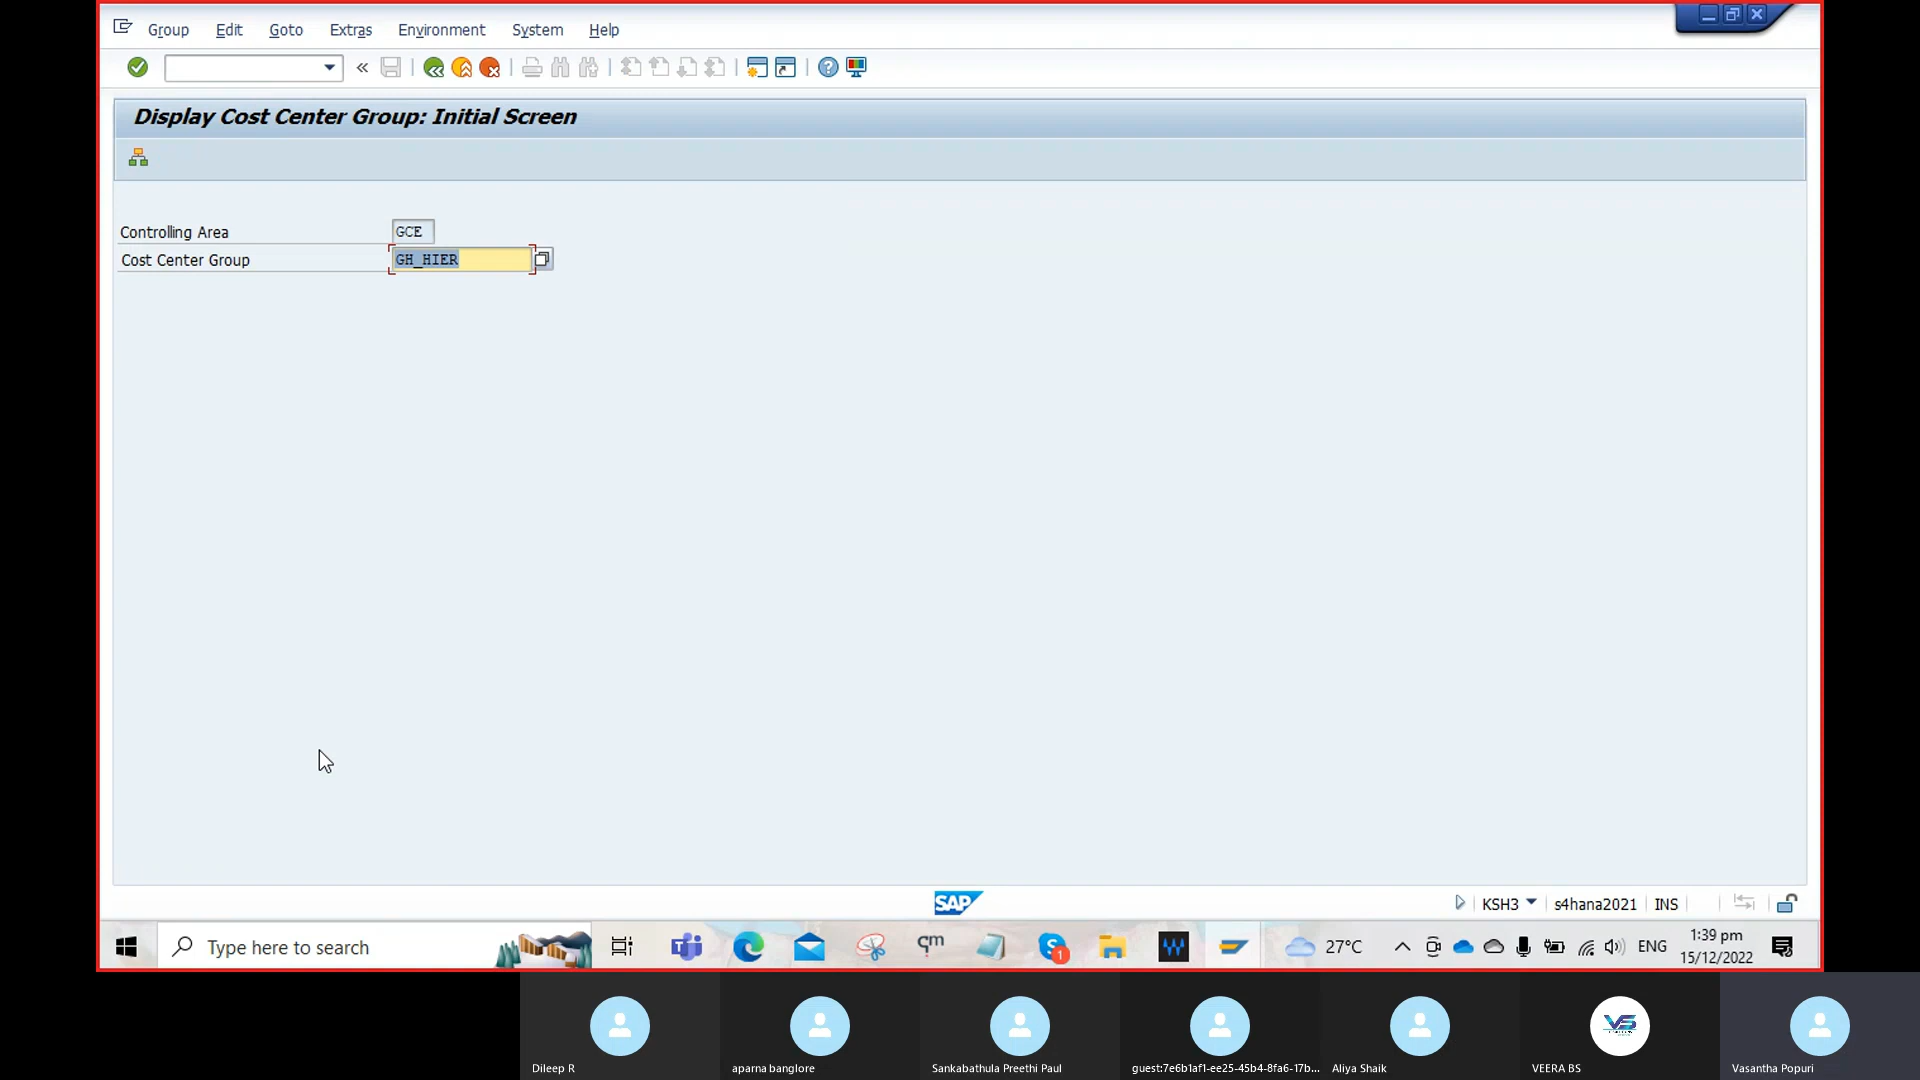 Group Edit Goto Extras Environment System Help
Display Cost Center Group: Initial Screen
Controlling Area GCE
Cost Center Group GH_HIER
SAP KSH3 s4hana2021 INS
Type here to search 1 27°C ENG 1:39 pm
15/12/2022
Dileep R aparna banglore Sankabathula Preethi Paul guest:7e6b1af1-ee25-45b4-8fa6-17b... Aliya Shaik VEERA BS Vasantha Popuri